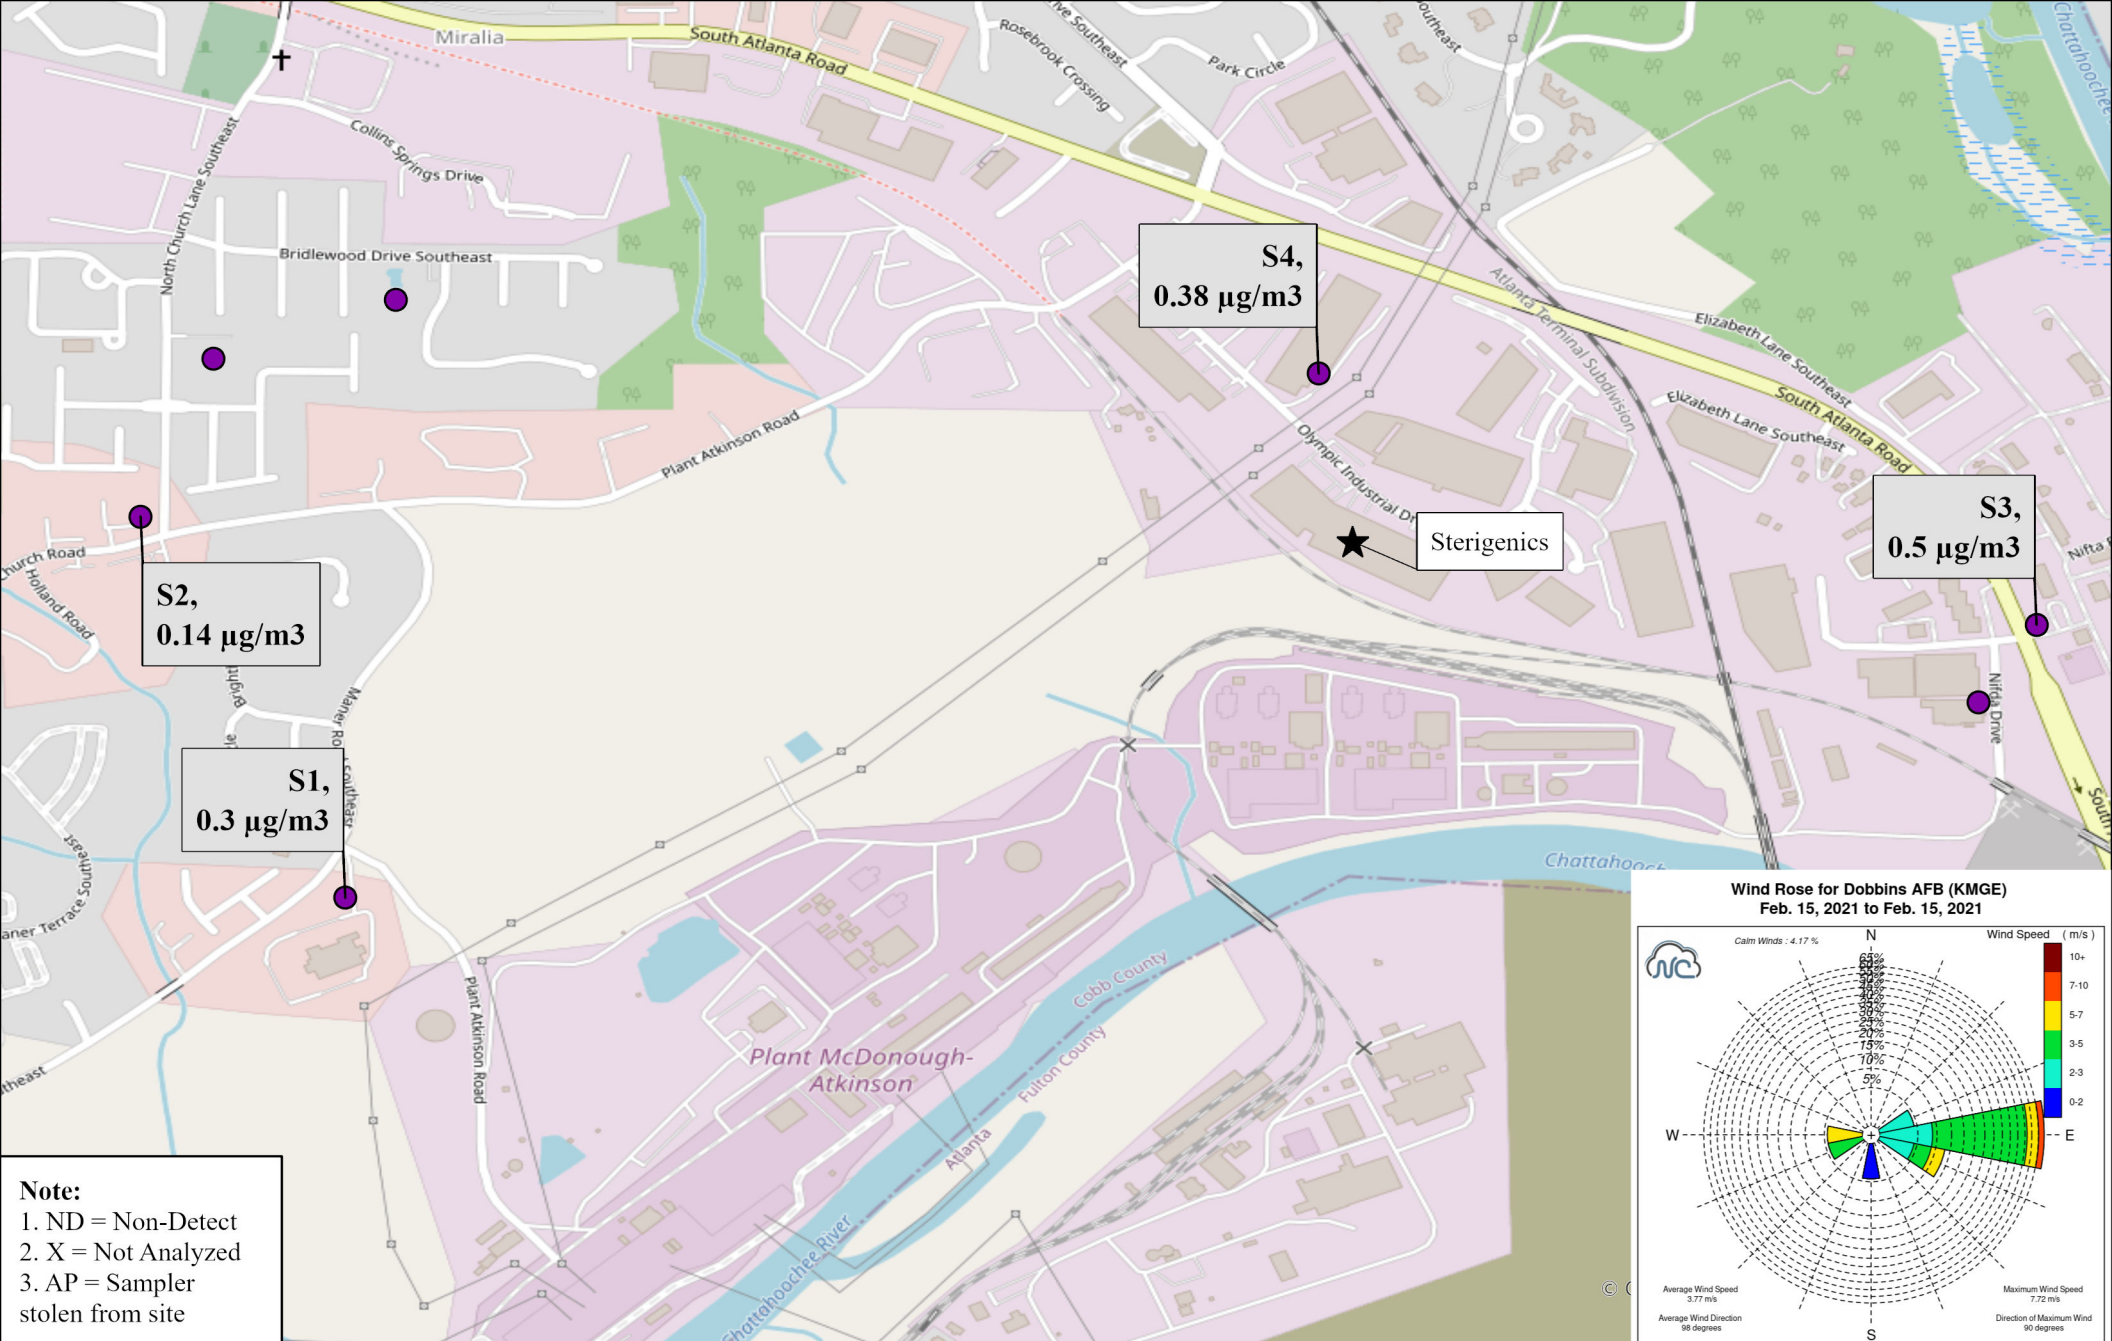 Miralia
South Atlanta Road
Rosebrook Crossing
Park Circle
Chattahoochee
Collins Springs Drive
North Church Lane Southeast
Bridlewood Drive Southeast
S4,
0.38 µg/m3
Atlanta Terminal Subdivision
Elizabeth Lane Southeast
Elizabeth Lane Southeast
South Atlanta Road
Plant Atkinson Road
Olympic Industrial Dr
Sterigenics
S3,
0.5 µg/m3
Church Road
Holland Road
S2,
0.14 µg/m3
Nifda Drive
S1,
0.3 µg/m3
Southeast
Plant Atkinson Road
Plant McDonough-
Atkinson
Cobb County
Fulton County
Atlanta
Chattahoochee River
Note:
1. ND = Non-Detect
2. X = Not Analyzed
3. AP = Sampler
stolen from site
Wind Rose for Dobbins AFB (KMGE)
Feb. 15, 2021 to Feb. 15, 2021
Calm Winds : 4.17 %
N
Wind Speed ( m/s )
10+
7-10
5-7
3-5
2-3
0-2
20%
15%
10%
5%
W
E
S
Average Wind Speed
3.77 m/s
Average Wind Direction
98 degrees
Maximum Wind Speed
7.72 m/s
Direction of Maximum Wind
90 degrees